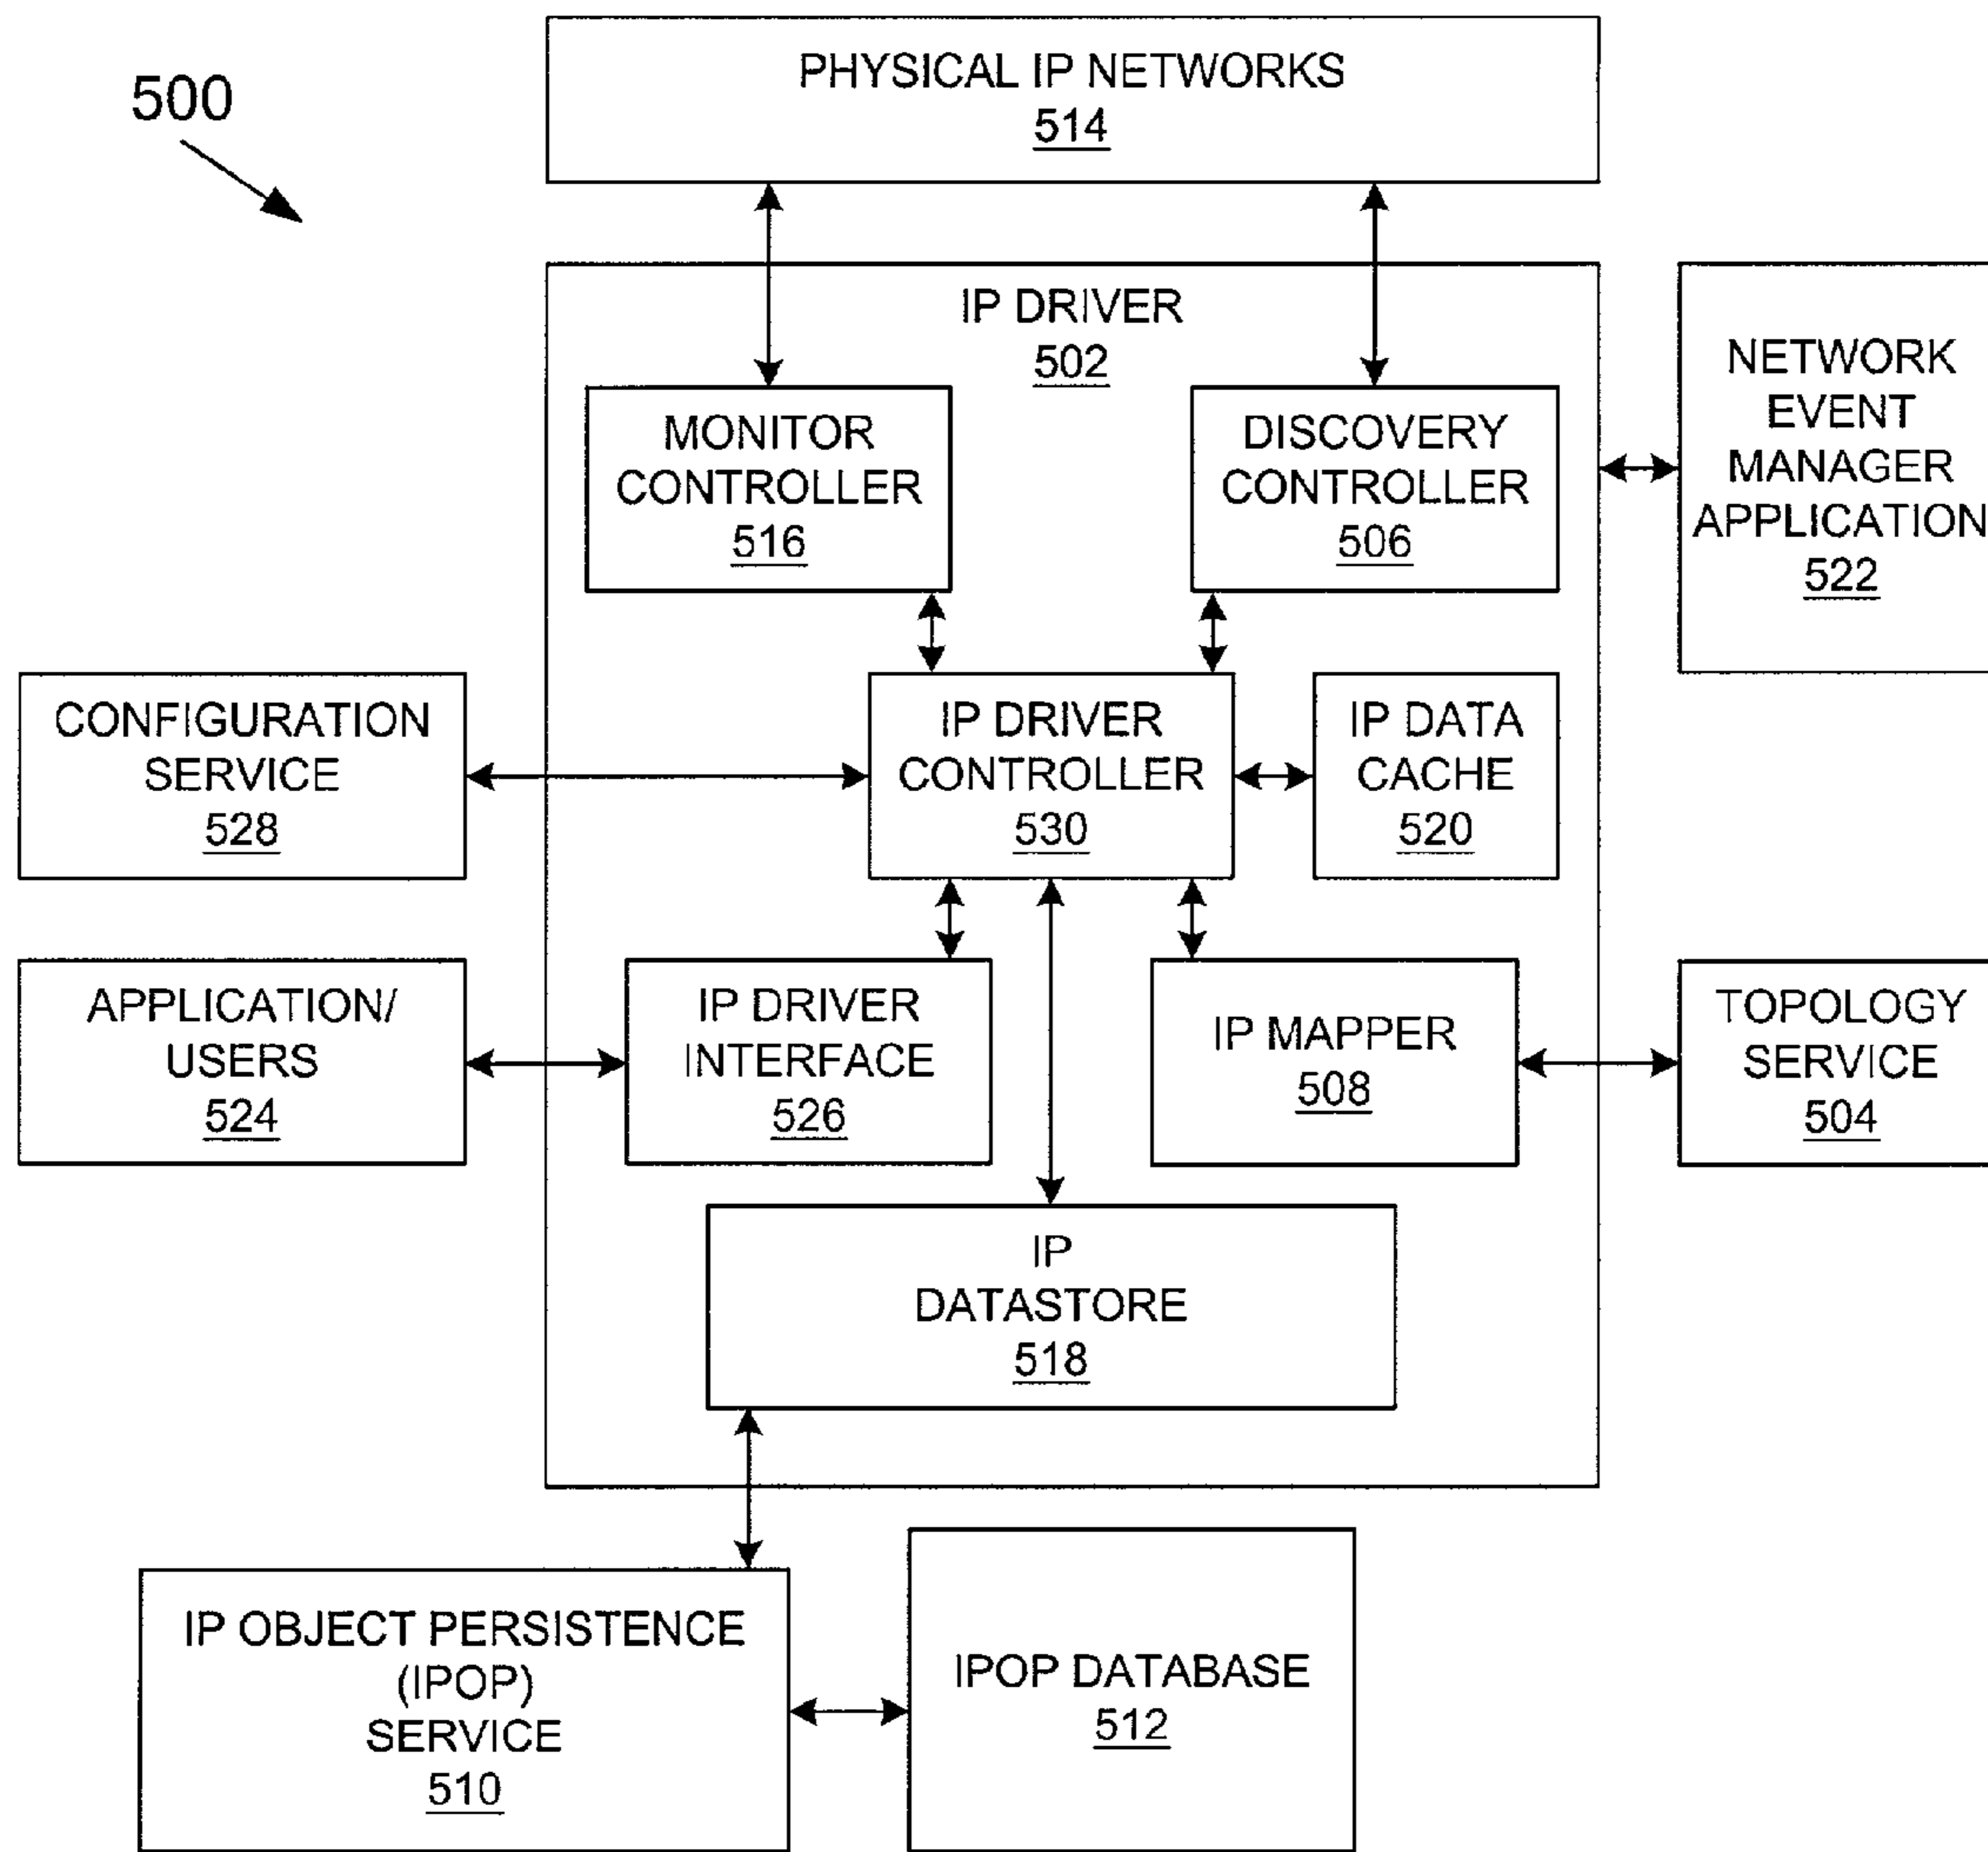 PHYSICAL IP NETWORKS
514
500
IP DRIVER
502
MONITOR
CONTROLLER
516
DISCOVERY
CONTROLLER
506
NETWORK
EVENT
MANAGER
APPLICATION
522
CONFIGURATION
SERVICE
528
IP DRIVER
CONTROLLER
530
IP DATA
CACHE
520
APPLICATION/
USERS
524
IP DRIVER
INTERFACE
526
IP MAPPER
508
TOPOLOGY
SERVICE
504
IP
DATASTORE
518
IP OBJECT PERSISTENCE
(IPOP)
SERVICE
510
IPOP DATABASE
512